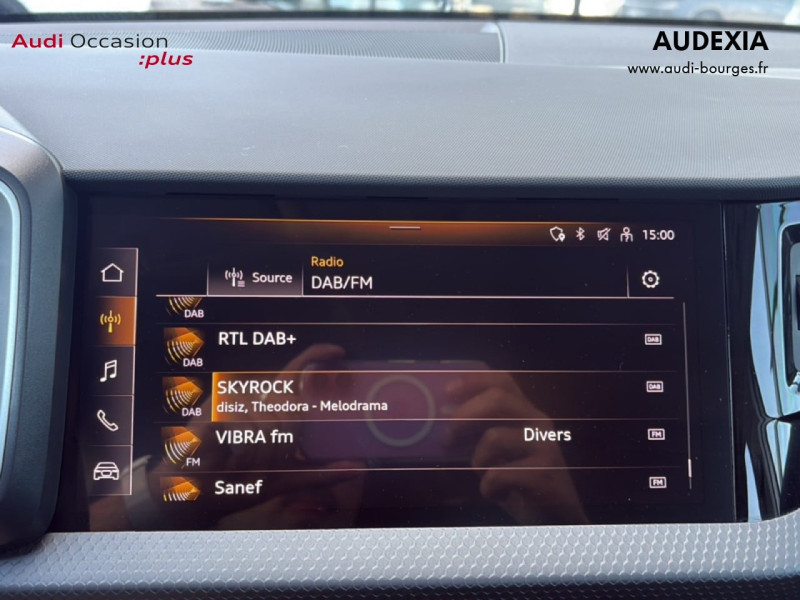 Audi Occasion
:plus
AUDEXIA
www.audi-bourges.fr
15:00
Source
Radio
DAB/FM
DAB
RTL DAB+
DAB
DAB
SKYROCK
disiz, Theodora - Melodrama
DAB
DAB
VIBRA fm
Divers
FM
FM
Sanef
FM